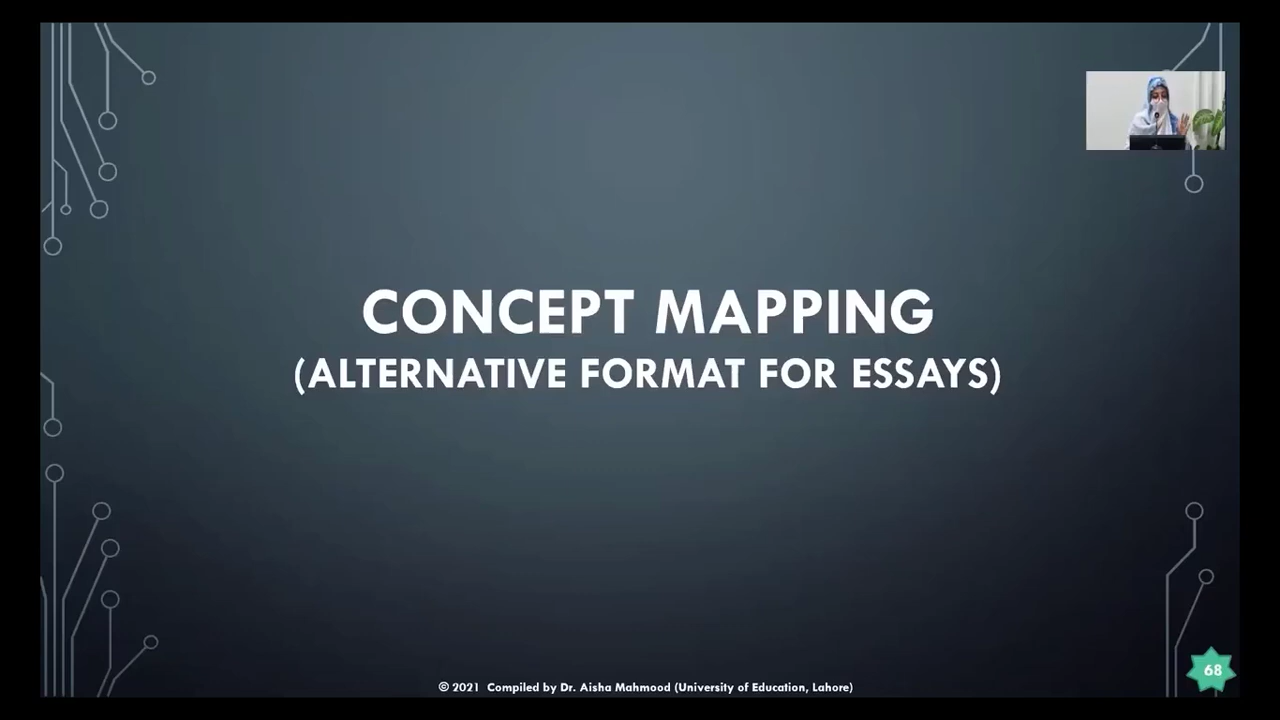 CONCEPT MAPPING
(ALTERNATIVE FORMAT FOR ESSAYS)
© 2021 Compiled by Dr. Aisha Mahmood (University of Education, Lahore)
68